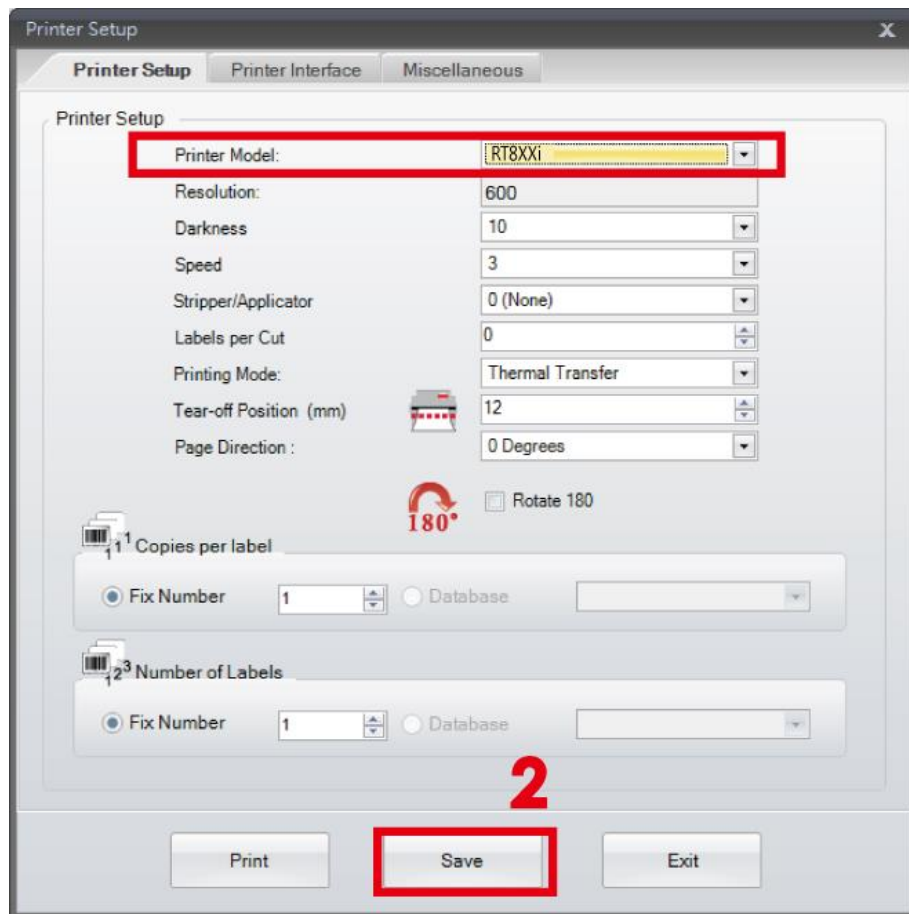 Printer Setup x
Printer Setup Printer Interface Miscellaneous
Printer Setup
Printer Model: RT8XXi
Resolution: 600
Darkness 10
Speed 3
Stripper/Applicator 0 (None)
Labels per Cut 0
Printing Mode: Thermal Transfer
Tear-off Position (mm) 12
Page Direction : 0 Degrees
180° Rotate 180
1 1 1 Copies per label
Fix Number 1 Database
1 2 3 Number of Labels
Fix Number 1 Database
2
Print Save Exit